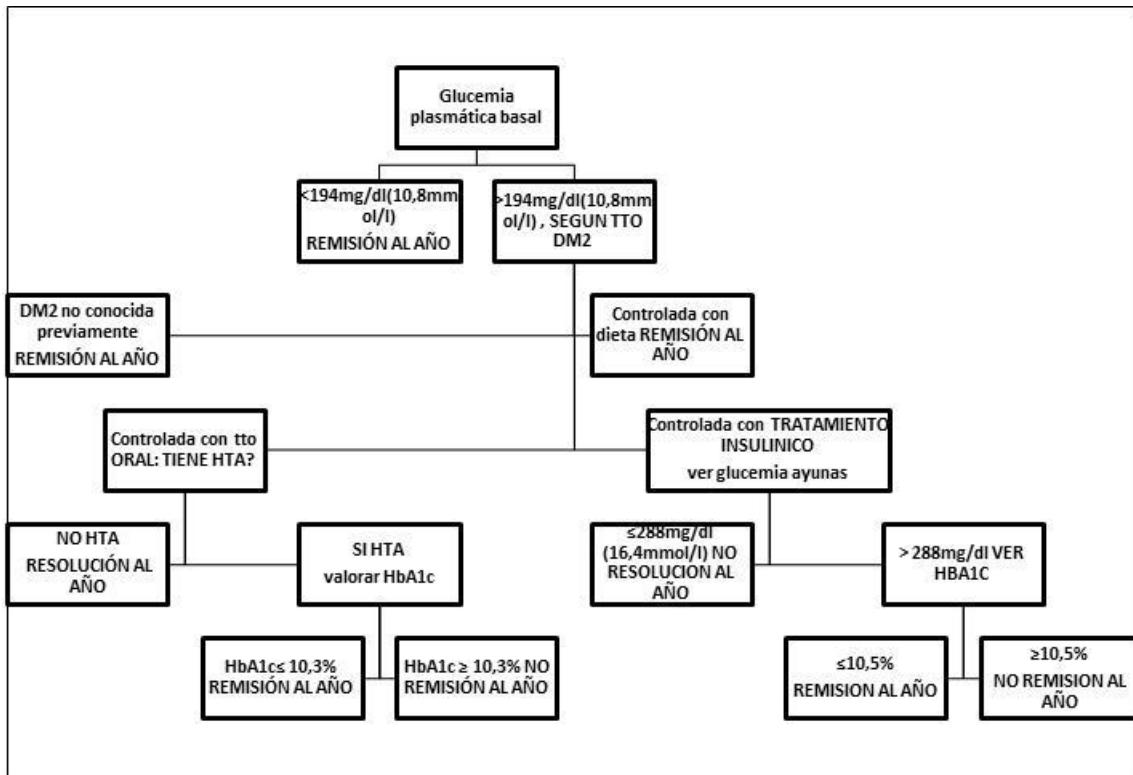 Glucemia
plasmática basal
<194mg/dl(10,8mm
ol/l)
REMISIÓN AL AÑO
>194mg/dl(10,8mm
ol/l) , SEGUN TTO
DM2
DM2 no conocida
previamente
REMISIÓN AL AÑO
Controlada con
dieta REMISIÓN AL
AÑO
Controlada con tto
ORAL: TIENE HTA?
Controlada con TRATAMIENTO
INSULINICO
ver glucemia ayunas
NO HTA
RESOLUCIÓN AL
AÑO
SI HTA
valorar HbA1c
≤288mg/dl
(16,4mmol/l) NO
RESOLUCION AL
AÑO
> 288mg/dl VER
HBA1C
HbA1c≤ 10,3%
REMISIÓN AL AÑO
HbA1c ≥ 10,3% NO
REMISIÓN AL AÑO
≤10,5%
REMISION AL AÑO
≥10,5%
NO REMISION AL
AÑO